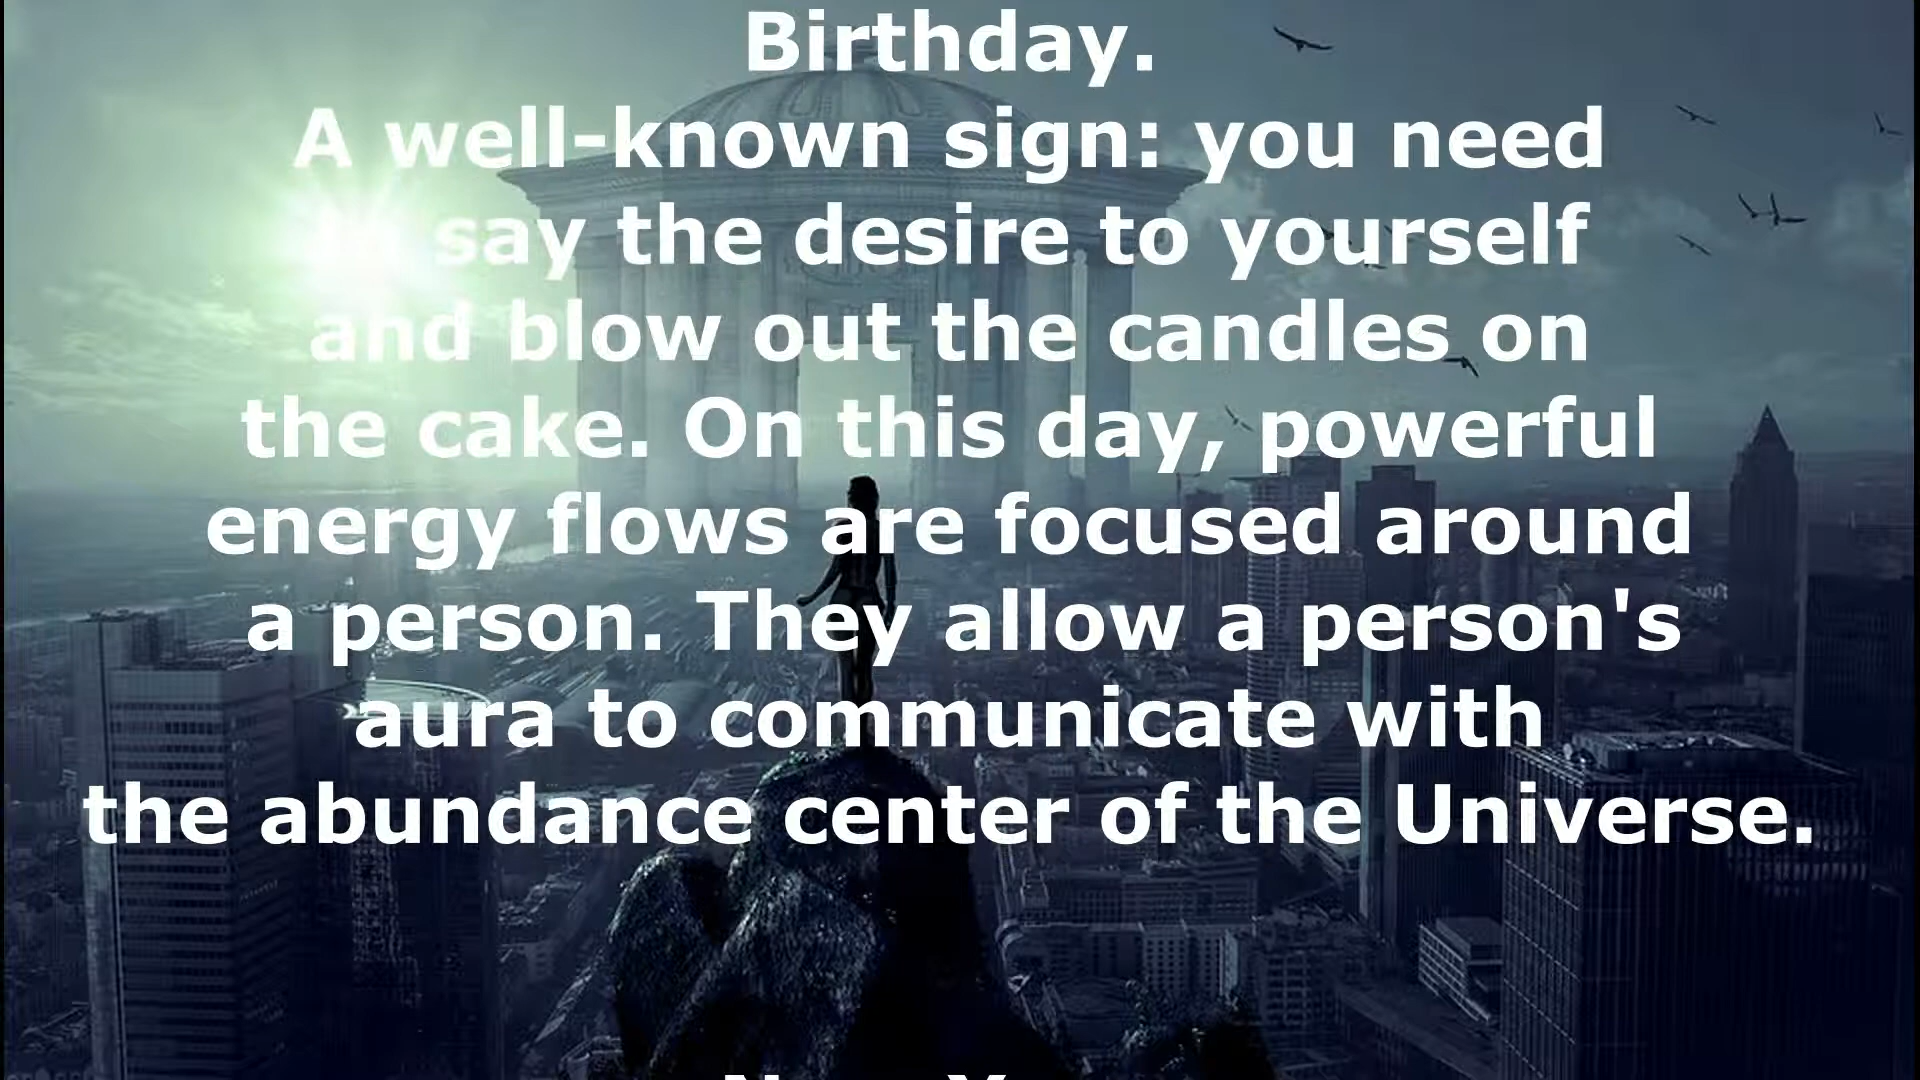 Birthday.
A well-known sign: you need
to say the desire to yourself
and blow out the candles on
the cake. On this day, powerful
energy flows are focused around
a person. They allow a person's
aura to communicate with
the abundance center of the Universe.